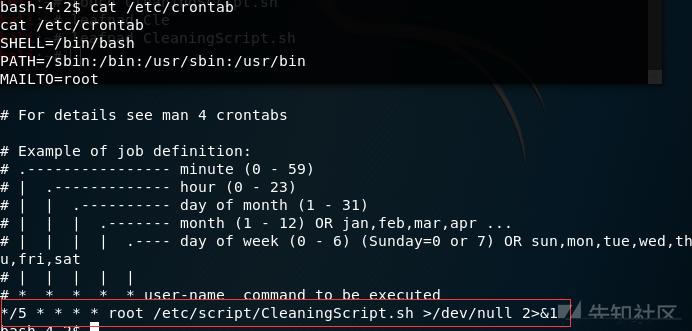 bash-4.2$ cat /etc/crontab
cat /etc/crontab
SHELL=/bin/bash
PATH=/sbin:/bin:/usr/sbin:/usr/bin
MAILTO=root
# For details see man 4 crontabs
# Example of job definition:
# .---------------- minute (0 - 59)
# | .------------- hour (0 - 23)
# | | .---------- day of month (1 - 31)
# | | | .------- month (1 - 12) OR jan,feb,mar,apr ...
# | | | | .---- day of week (0 - 6) (Sunday=0 or 7) OR sun,mon,tue,wed,th
u,fri,sat
# | | | | |
# * * * * * user-name command to be executed
*/5 * * * * root /etc/script/CleaningScript.sh >/dev/null 2>&1
先知社区
bash-4.2$